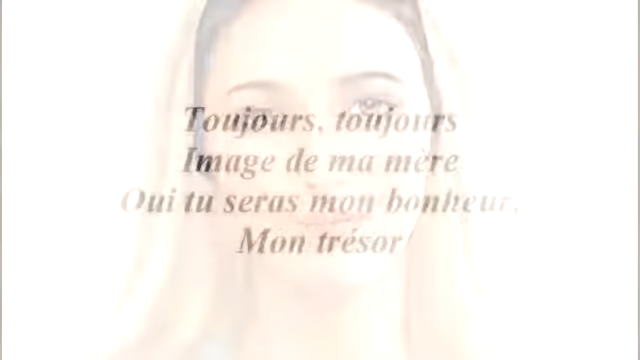 Toujours, toujours
Image de ma mère
Oui tu seras mon bonheur,
Mon trésor